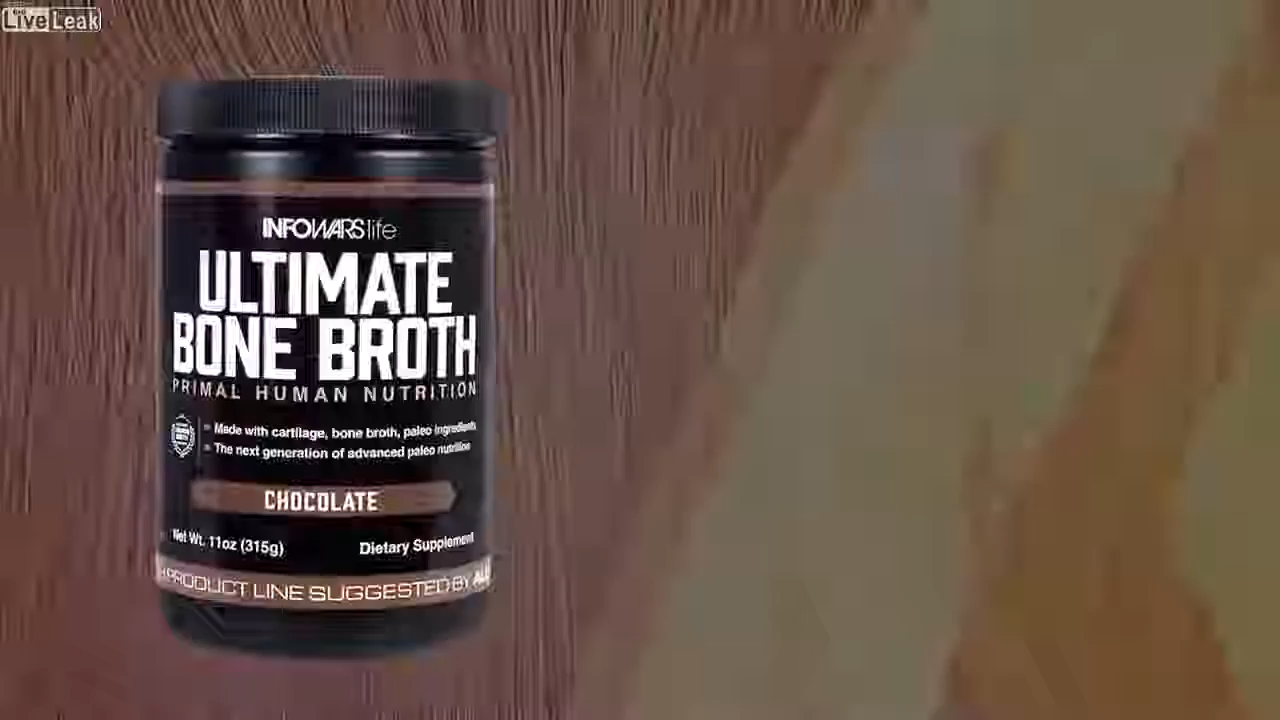 LiveLeak
INFOWARSlife
ULTIMATE
BONE BROTH
PRIMAL HUMAN NUTRITION
Made with cartilage, bone broth, paleo ingredients
The next generation of advanced paleo nutrition
CHOCOLATE
Net Wt. 11oz (315g)
Dietary Supplement
PRODUCT LINE SUGGESTED BY